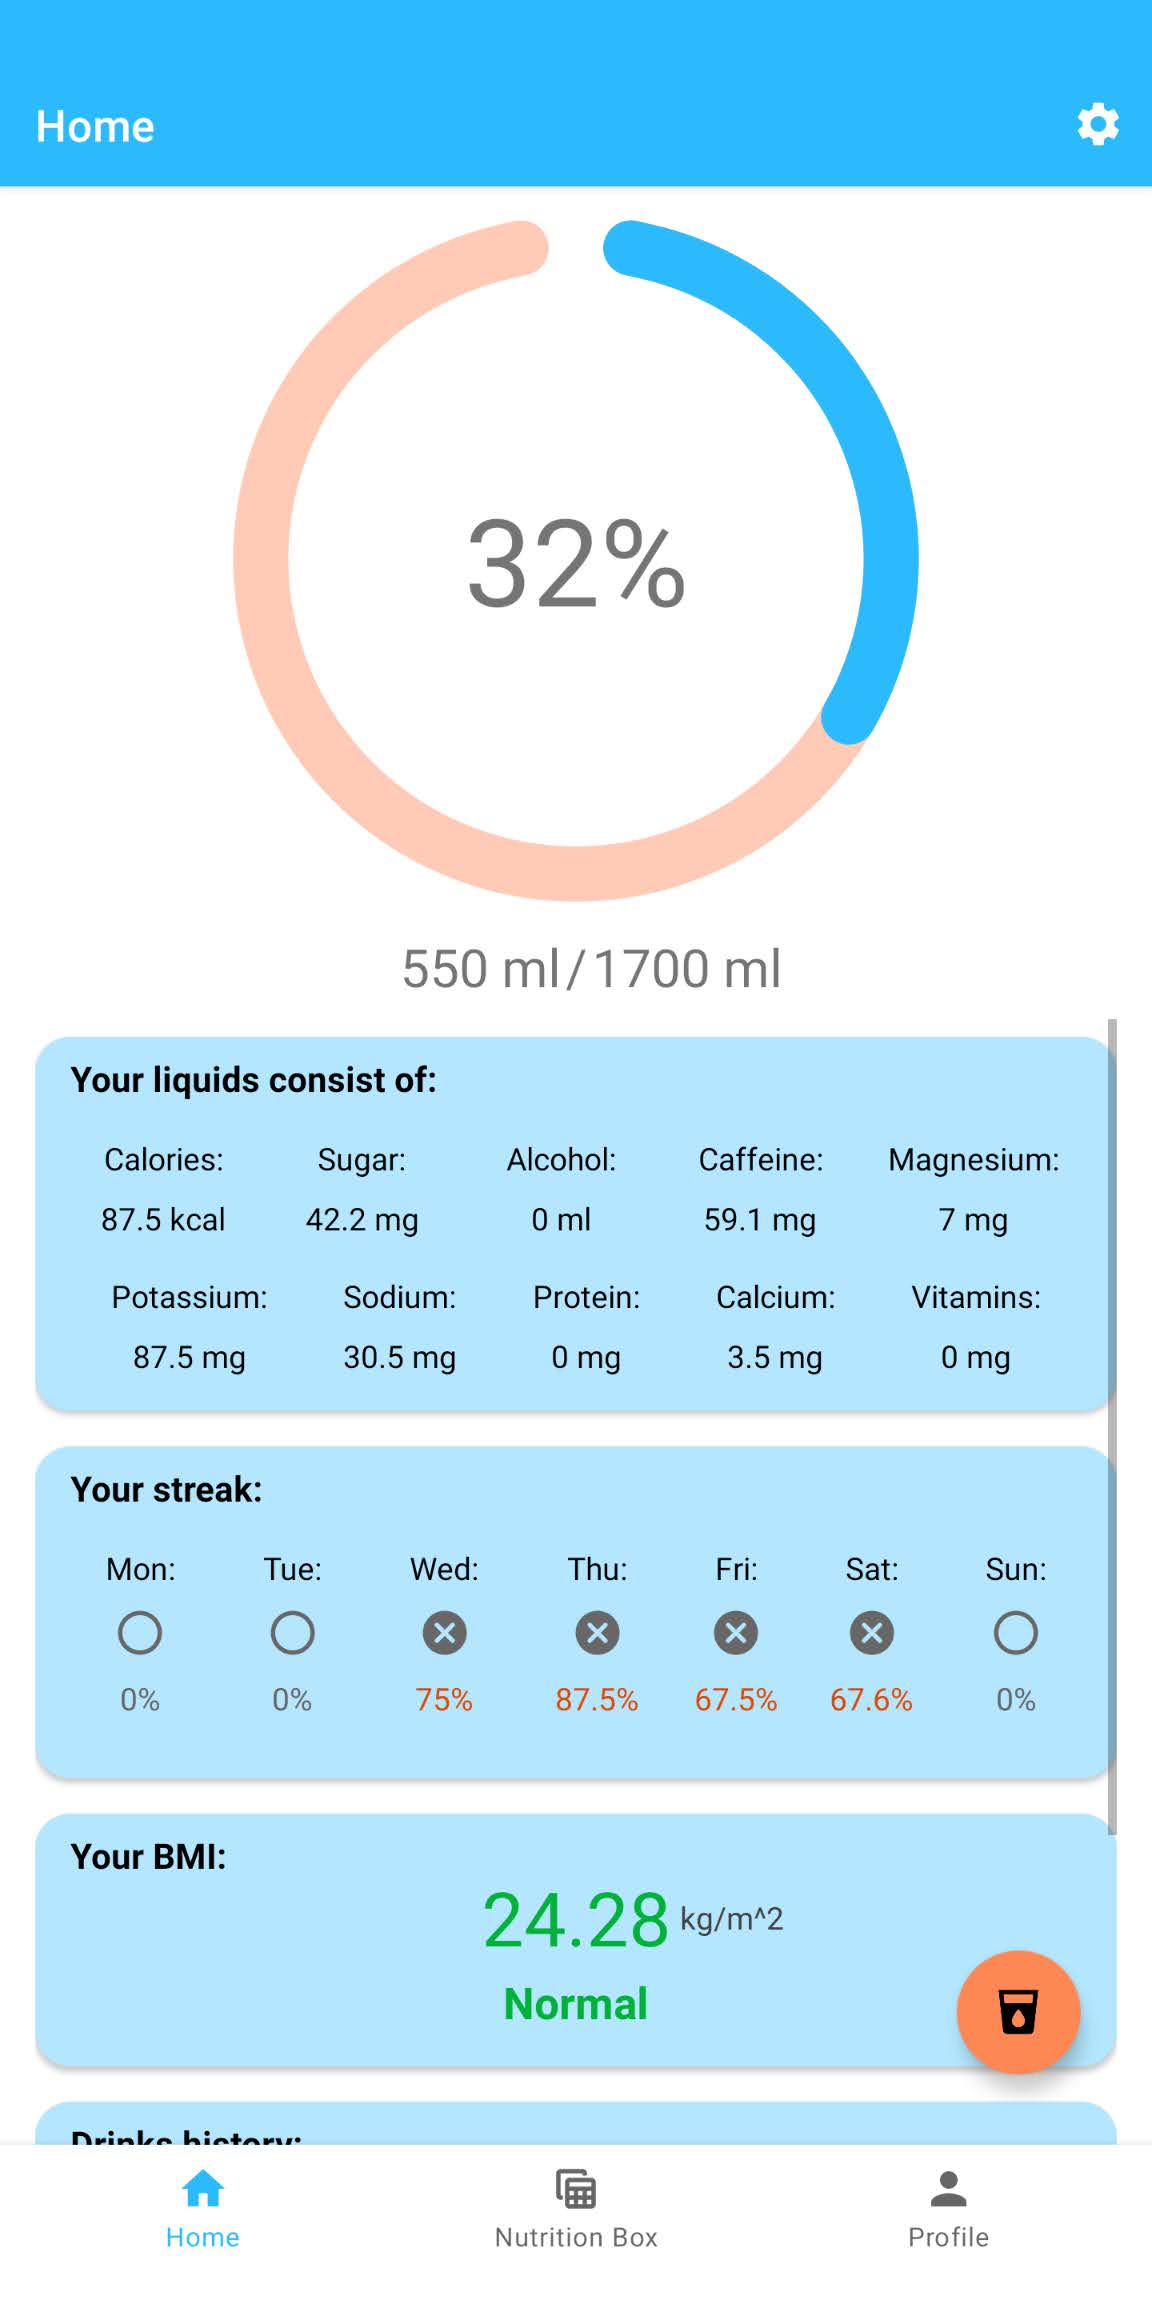 Home
32%
550 ml/1700 ml
Your liquids consist of:
Calories: Sugar: Alcohol: Caffeine: Magnesium:
87.5 kcal 42.2 mg 0 ml 59.1 mg 7 mg
Potassium: Sodium: Protein: Calcium: Vitamins:
87.5 mg 30.5 mg 0 mg 3.5 mg 0 mg
Your streak:
Mon: Tue: Wed: Thu: Fri: Sat: Sun:
0% 0% 75% 87.5% 67.5% 67.6% 0%
Your BMI:
24.28 kg/m^2
Normal
Drinks history:
Home Nutrition Box Profile